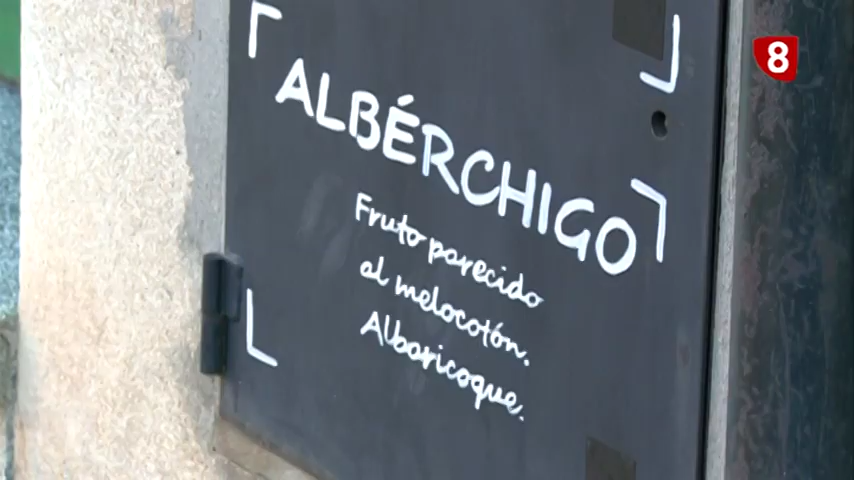 8
ALBÉRCHIGO
Fruto parecido
al melocotón.
Albaricoque.